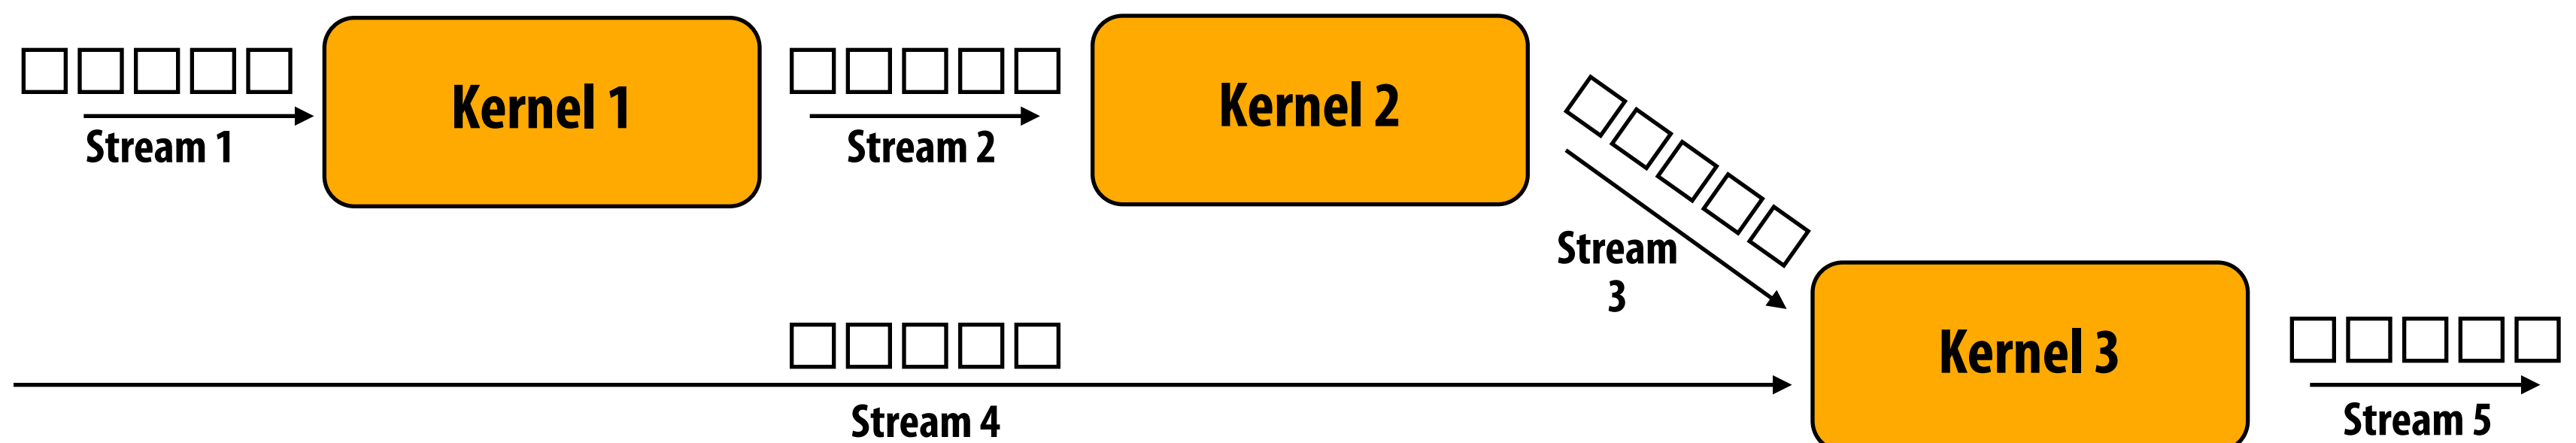 Kernel 1
Stream 1
Stream 2
Kernel 2
Stream
3
Stream 4
Kernel 3
Stream 5